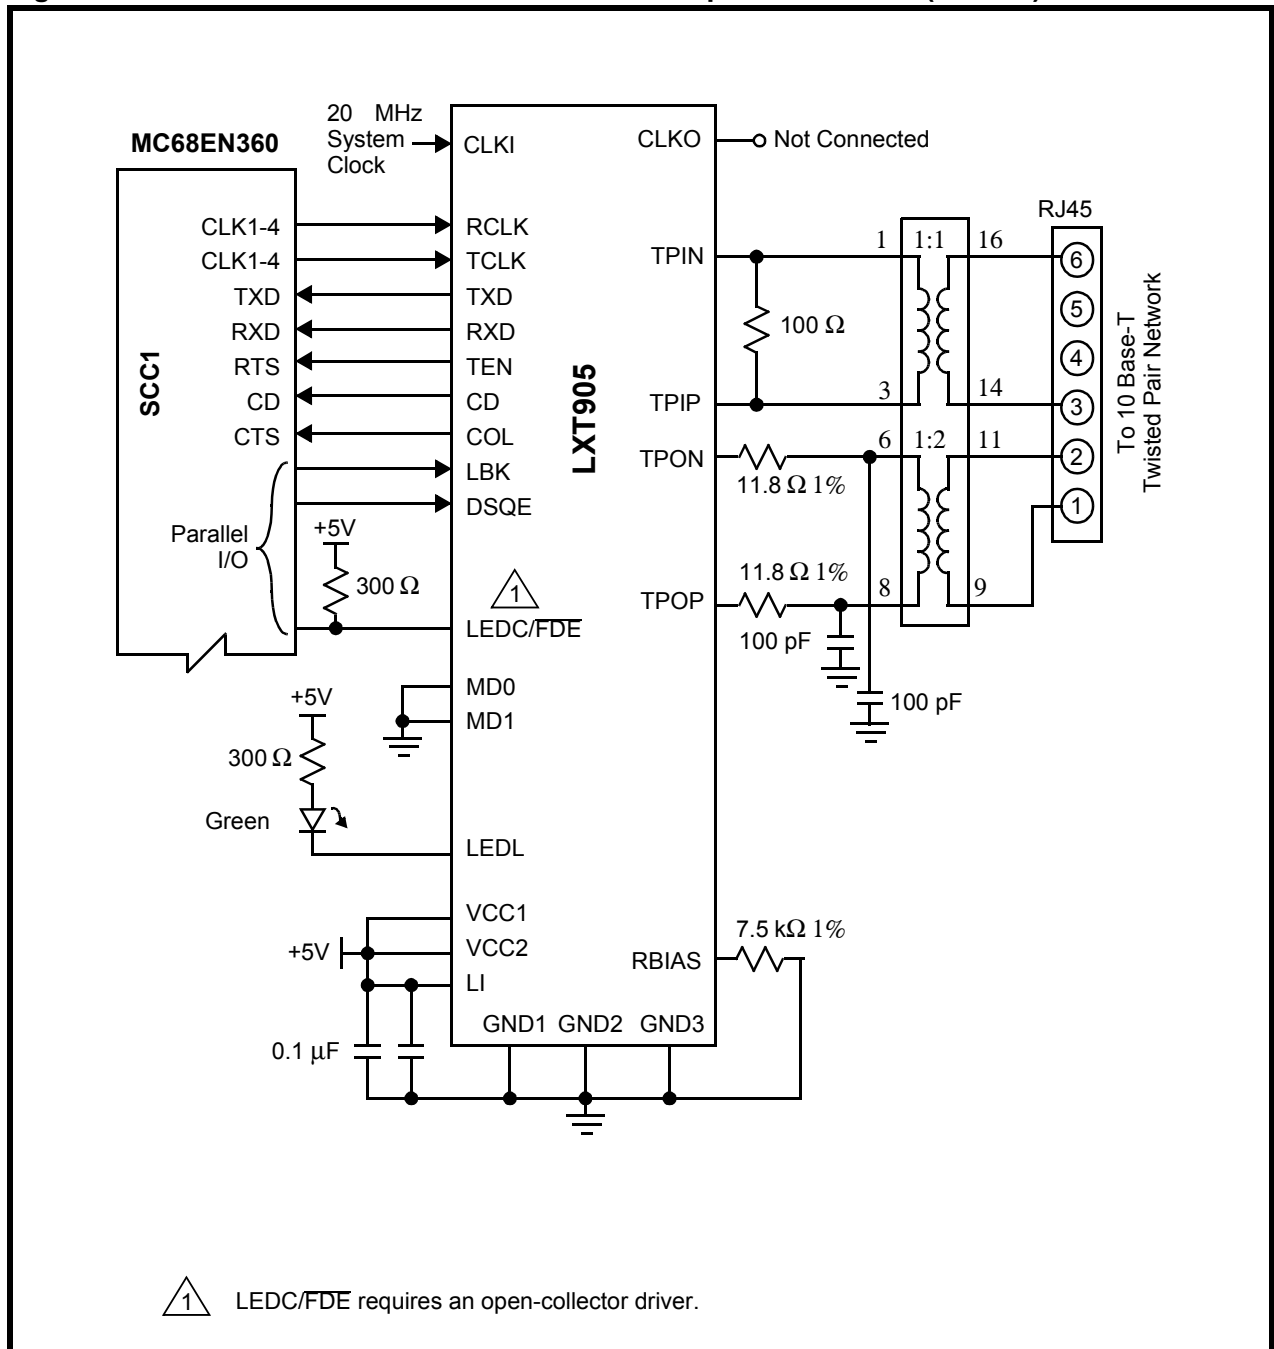 20 MHz
System
Clock
MC68EN360
CLKI
CLKO
Not Connected
RJ45
CLK1-4
RCLK
CLK1-4
TCLK
TXD
TXD
RXD
RXD
RTS
TEN
CD
CD
CTS
COL
LBK
DSQE
SCC1
Parallel
I/O
+5V
300 Ω
1
LEDC/FDE
MD0
MD1
+5V
300 Ω
Green
LEDL
VCC1
+5V
VCC2
LI
0.1 µF
GND1 GND2 GND3
LXT905
TPIN
1
1:1
16
6
5
100 Ω
4
TPIP
3
14
3
TPON
6
1:2
11
2
11.8 Ω 1%
1
11.8 Ω 1%
TPOP
8
9
100 pF
100 pF
To 10 Base-T
Twisted Pair Network
7.5 kΩ 1%
RBIAS
1
LEDC/FDE requires an open-collector driver.